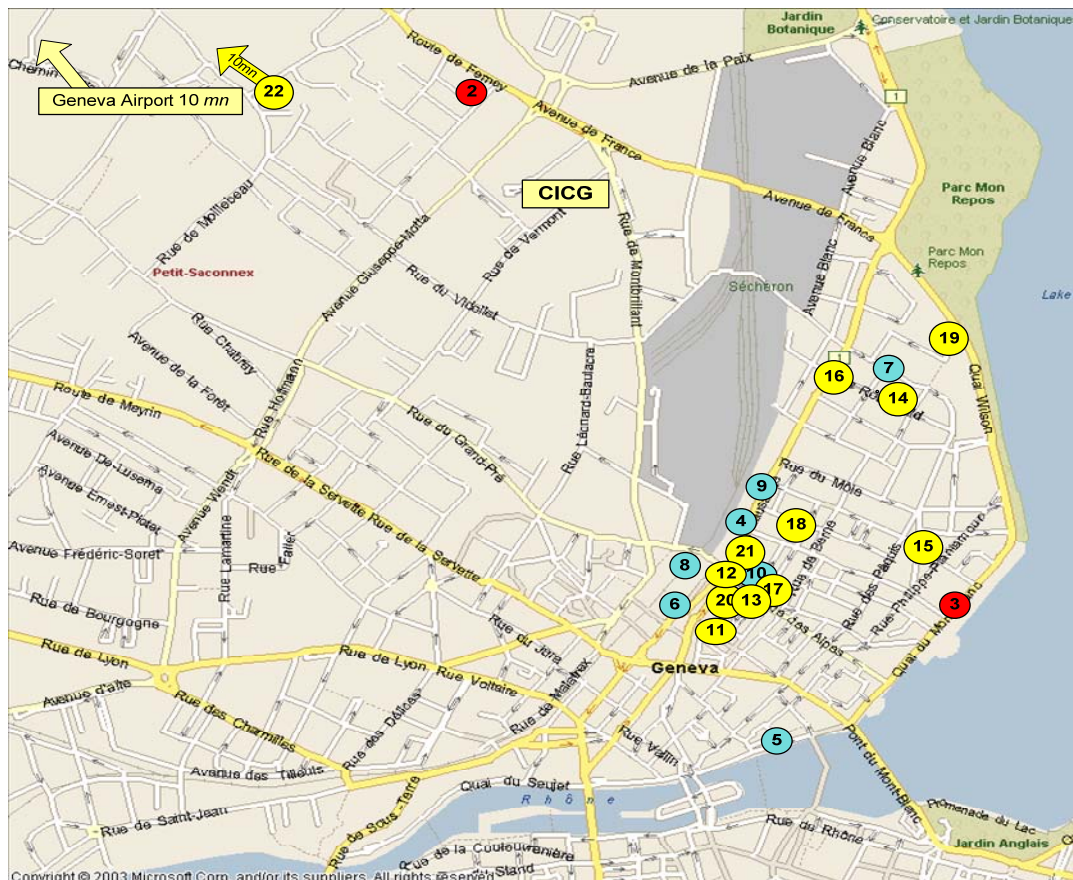 Jardin
Botanique
Conservatoire et Jardin Botanique
Route de Ferney
Avenue de la Paix
10mn
22
2
1
Chemin
Geneva Airport 10 mn
Avenue de France
Avenue Blanc
CICG
Parc Mon
Repos
Rue de Moillebeau
Avenue Giuseppe-Motta
Rue de Vermont
Rue de Montbrillant
Avenue de France
Avenue Blanc
Parc Mon
Repos
Petit-Saconnex
Rue du Vidollet
Sécheron
Lake
Rue Chabrey
Avenue de la Forêt
19
1
7
16
14
Quai Wilson
Rue Hoffmann
Route de Meyrin
Rue Léonard-Baulacre
Rue du Grand-Pré
Avenue De-Luserna
Avenue Ernest-Pictet
Avenue Wendt
Rue de la Servette
Rue de la Servette
Rue du Môle
9
4
18
Rue de Berne
Avenue Frédéric-Soret
Rue Lamartine
Rue Faller
21
15
8
12
10
Rue des Pâquis
Rue Philippe-Plantamour
17
20
13
6
3
11
Rue de Bourgogne
Rue des Alpes
Quai du Mont-Blanc
Rue de Lyon
Rue de Lyon
Rue du Jura
Geneva
Rue Voltaire
Rue de Malatrex
Avenue d'aïre
Rue des Charmilles
Rue des Délices
5
Rue Vallin
Pont du Mont-Blanc
Avenue des Tilleuls
Quai du Seujet
Rhône
Rue de Saint-Jean
Rue de Sous-Terre
Rue du Rhône
Promenade du Lac
Jardin Anglais
Rue de la Coulouvrenière
du Stand
Copyright © 2003 Microsoft Corp. and/or its suppliers. All rights reserved.